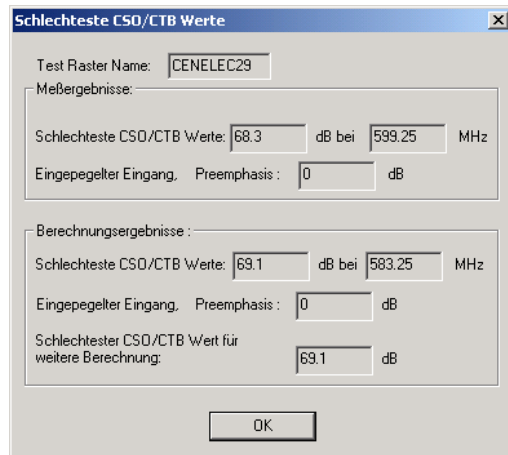 Schlechteste CSO/CTB Werte
Test Raster Name: CENELEC29
Meßergebnisse:
Schlechteste CSO/CTB Werte: 68.3 dB bei 599.25 MHz
Eingepegelter Eingang, Preemphasis : 0 dB
Berechnungsergebnisse :
Schlechteste CSO/CTB Werte: 69.1 dB bei 583.25 MHz
Eingepegelter Eingang, Preemphasis : 0 dB
Schlechtester CSO/CTB Wert für
weitere Berechnung: 69.1 dB
OK